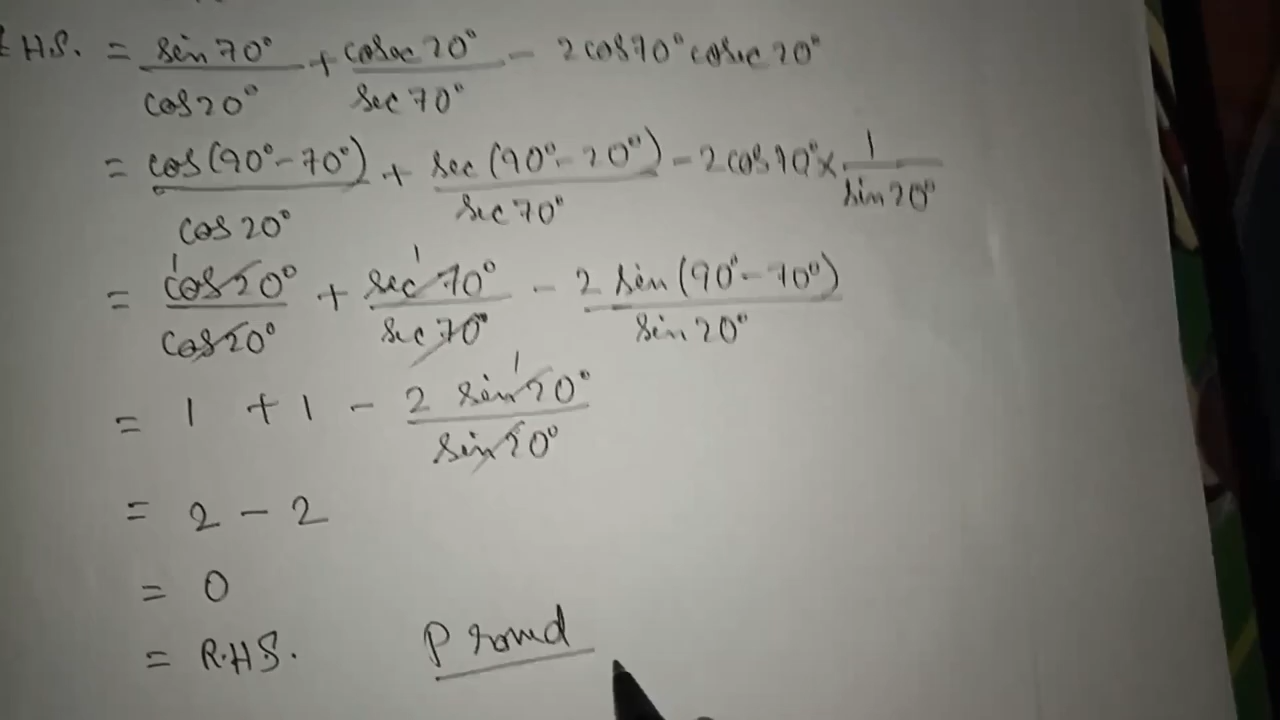 H.S. = sin 70° / cos 20° + cosec 20° / sec 70° - 2 cos 70° cosec 20°
= cos (90° - 70°) / cos 20° + sec (90° - 20°) / sec 70° - 2 cos 70° × 1 / sin 20°
= cos 20° / cos 20° + sec 70° / sec 70° - 2 sin (90° - 70°) / sin 20°
= 1 + 1 - 2 sin 20° / sin 20°
= 2 - 2
= 0
= R.H.S. Proved